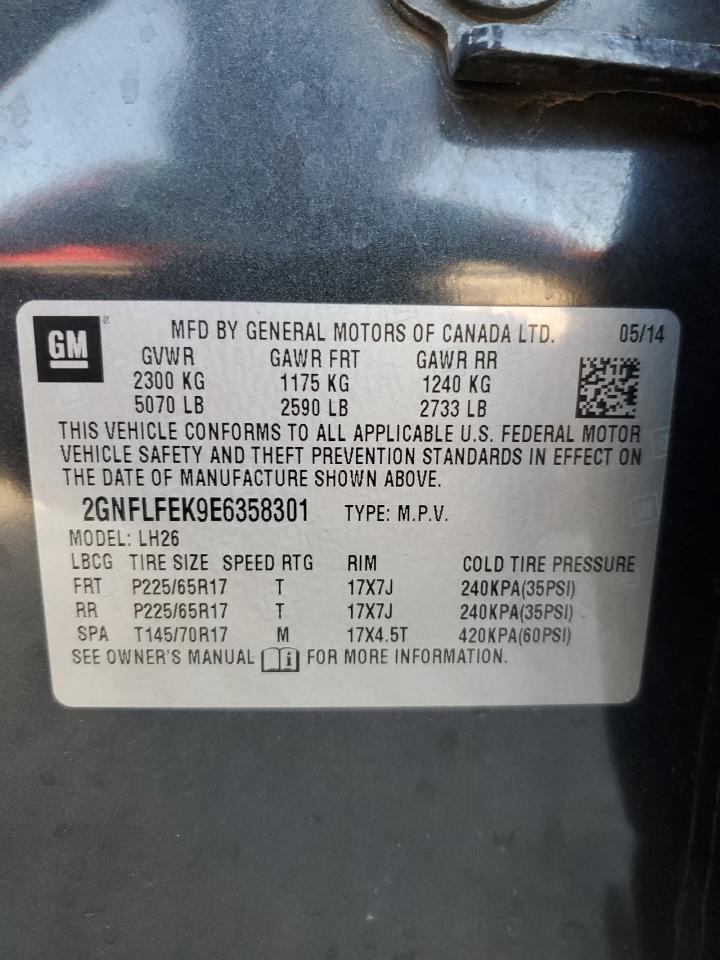 GM
MFD BY GENERAL MOTORS OF CANADA LTD. 05/14
GVWR GAWR FRT GAWR RR
2300 KG 1175 KG 1240 KG
5070 LB 2590 LB 2733 LB
THIS VEHICLE CONFORMS TO ALL APPLICABLE U.S. FEDERAL MOTOR
VEHICLE SAFETY AND THEFT PREVENTION STANDARDS IN EFFECT ON
THE DATE OF MANUFACTURE SHOWN ABOVE.
2GNFLFEK9E6358301 TYPE: M.P.V.
MODEL: LH26
LBCG TIRE SIZE SPEED RTG RIM COLD TIRE PRESSURE
FRT P225/65R17 T 17X7J 240KPA(35PSI)
RR P225/65R17 T 17X7J 240KPA(35PSI)
SPA T145/70R17 M 17X4.5T 420KPA(60PSI)
SEE OWNER'S MANUAL i FOR MORE INFORMATION.